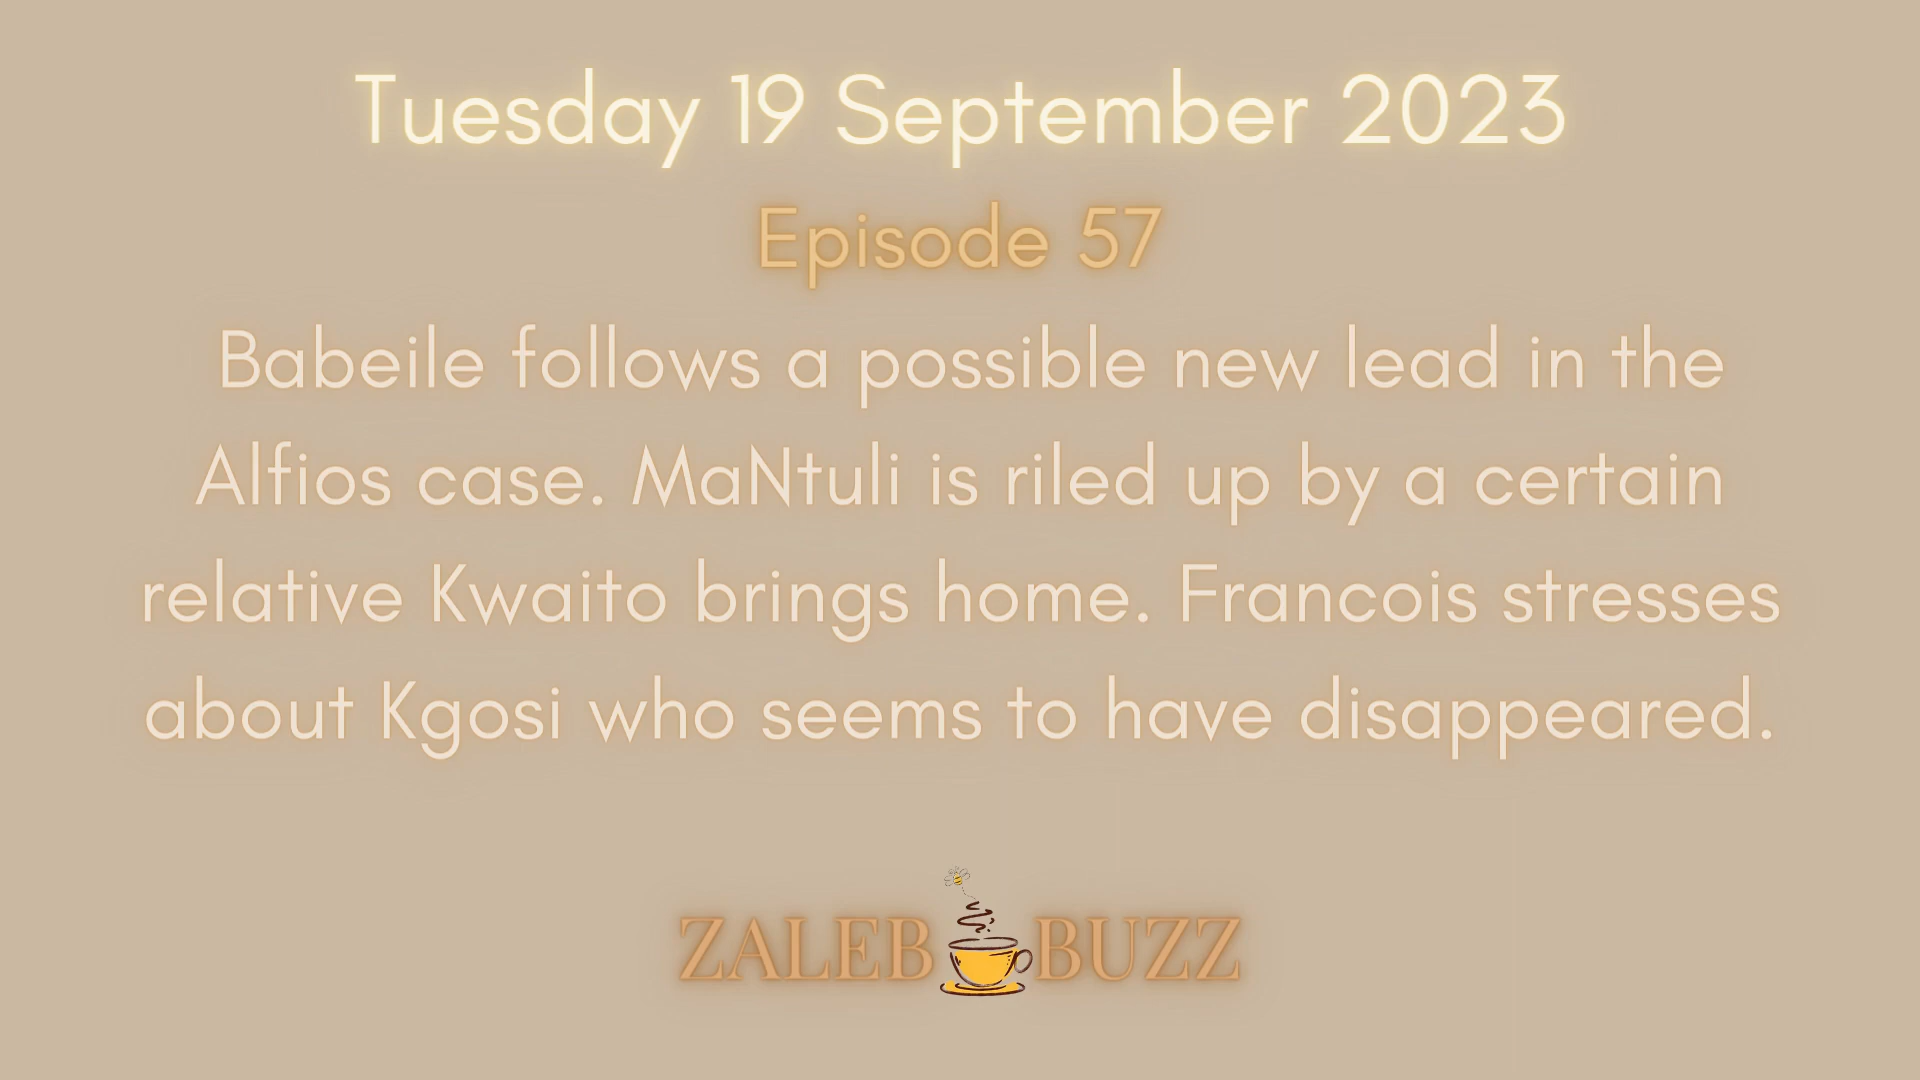 Tuesday 19 September 2023
Episode 57
Babeile follows a possible new lead in the
Alfios case. MaNtuli is riled up by a certain
relative Kwaito brings home. Francois stresses
about Kgosi who seems to have disappeared.
ZALEB BUZZ